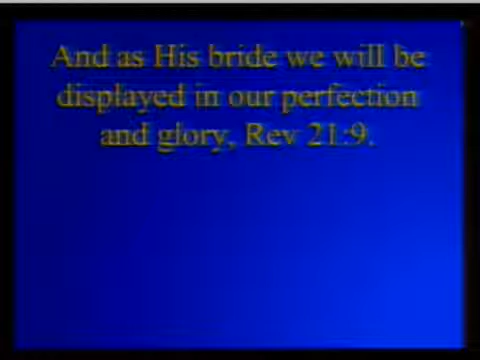 And as His bride we will be
displayed in our perfection
and glory, Rev 21:9.